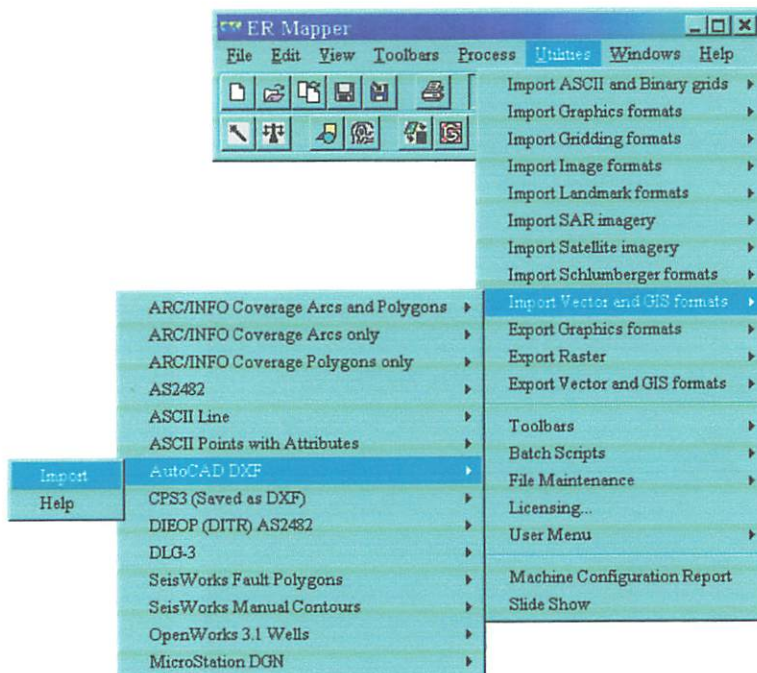 ER Mapper
File Edit View Toolbars Process Utilities Windows Help
Import ASCII and Binary grids
Import Graphics formats
Import Gridding formats
Import Image formats
Import Landmark formats
Import SAR imagery
Import Satellite imagery
Import Schlumberger formats
Import Vector and GIS formats
Export Graphics formats
Export Raster
Export Vector and GIS formats
Toolbars
Batch Scripts
File Maintenance
Licensing...
User Menu
Machine Configuration Report
Slide Show
ARC/INFO Coverage Arcs and Polygons
ARC/INFO Coverage Arcs only
ARC/INFO Coverage Polygons only
AS2482
ASCII Line
ASCII Points with Attributes
AutoCAD DXF
CPS3 (Saved as DXF)
DIEOP (DITR) AS2482
DLG-3
SeisWorks Fault Polygons
SeisWorks Manual Contours
OpenWorks 3.1 Wells
MicroStation DGN
Import
Help